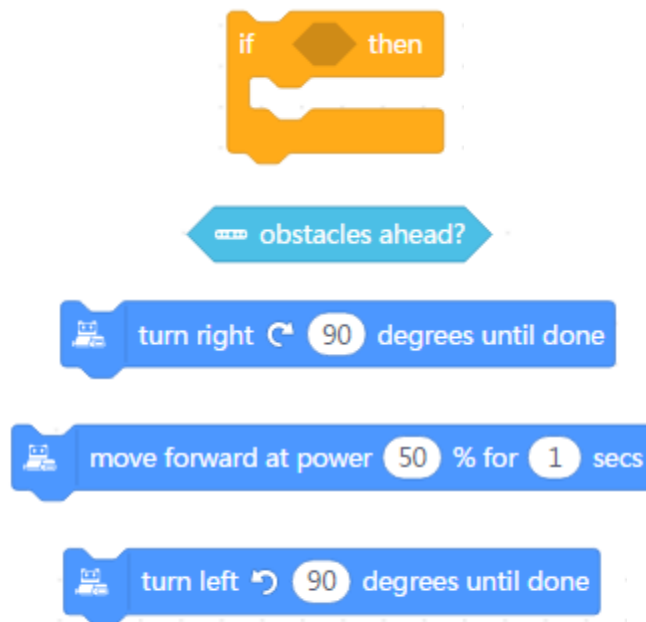 if then
obstacles ahead?
turn right 90 degrees until done
move forward at power 50 % for 1 secs
turn left 90 degrees until done